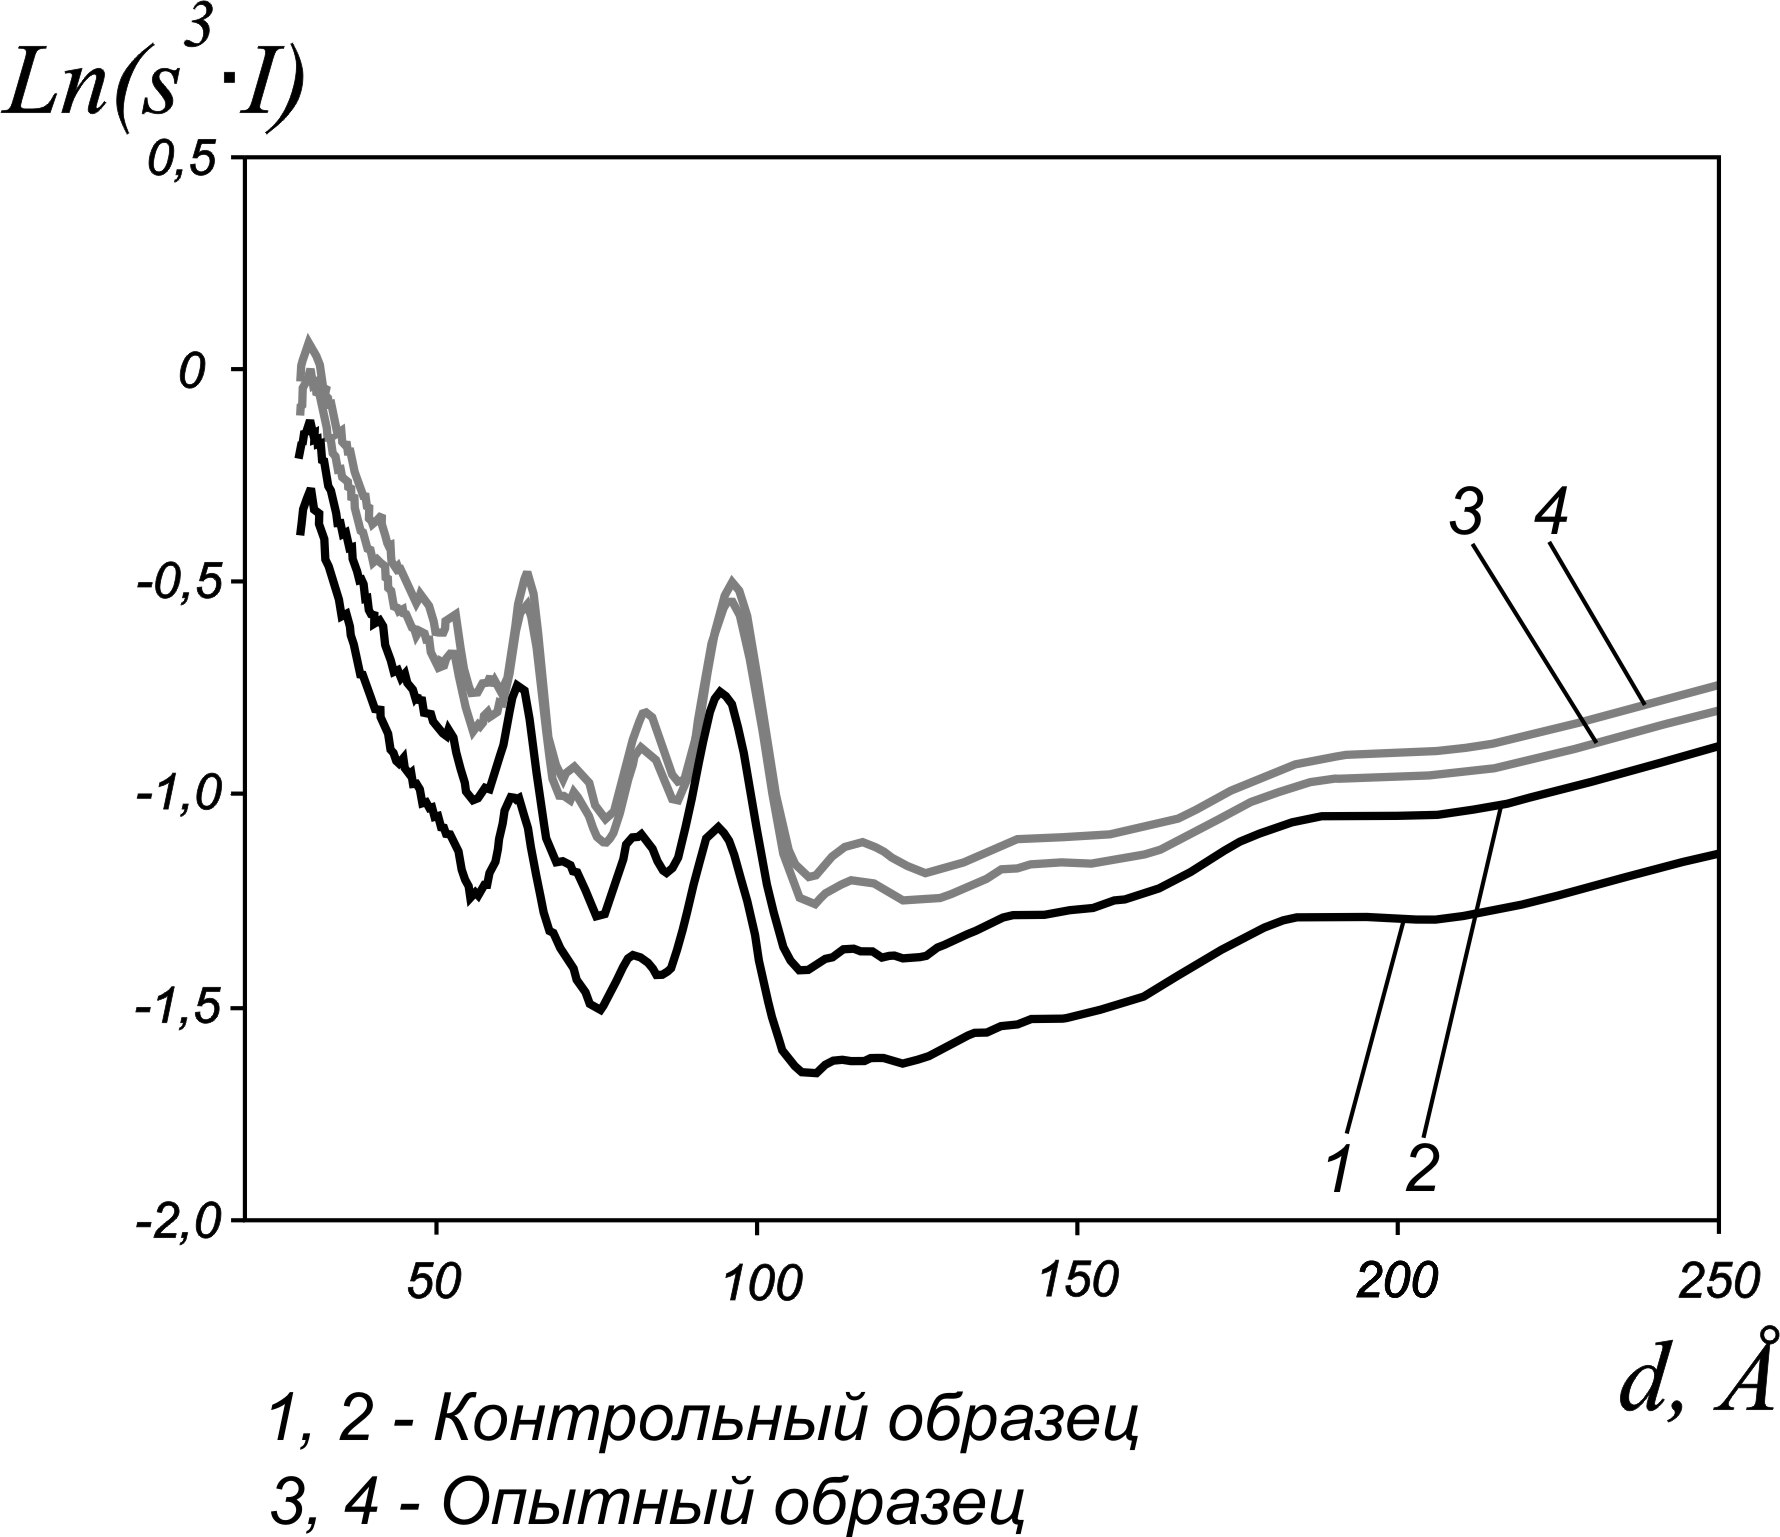 Ln(s³·I)
0,5
0
-0,5
-1,0
-1,5
-2,0
3 4
1 2
50 100 150 200 250
d, Å
1, 2 - Контрольный образец
3, 4 - Опытный образец